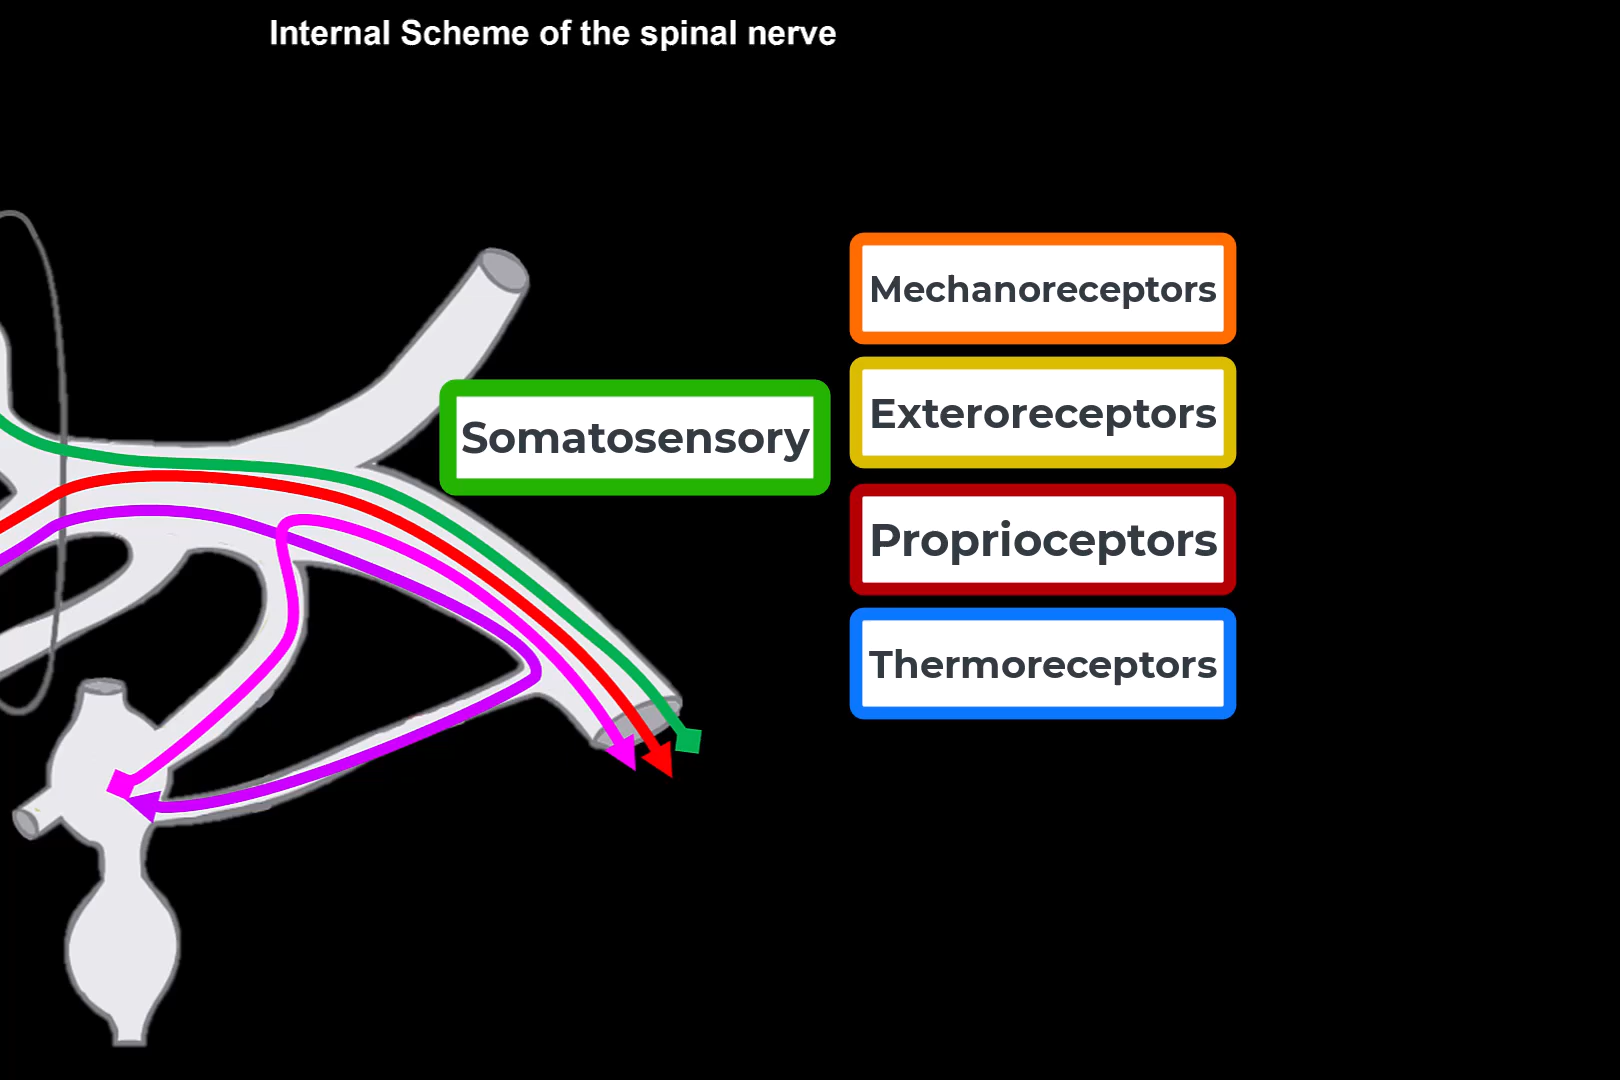 Internal Scheme of the spinal nerve
Somatosensory
Mechanoreceptors
Exteroreceptors
Proprioceptors
Thermoreceptors